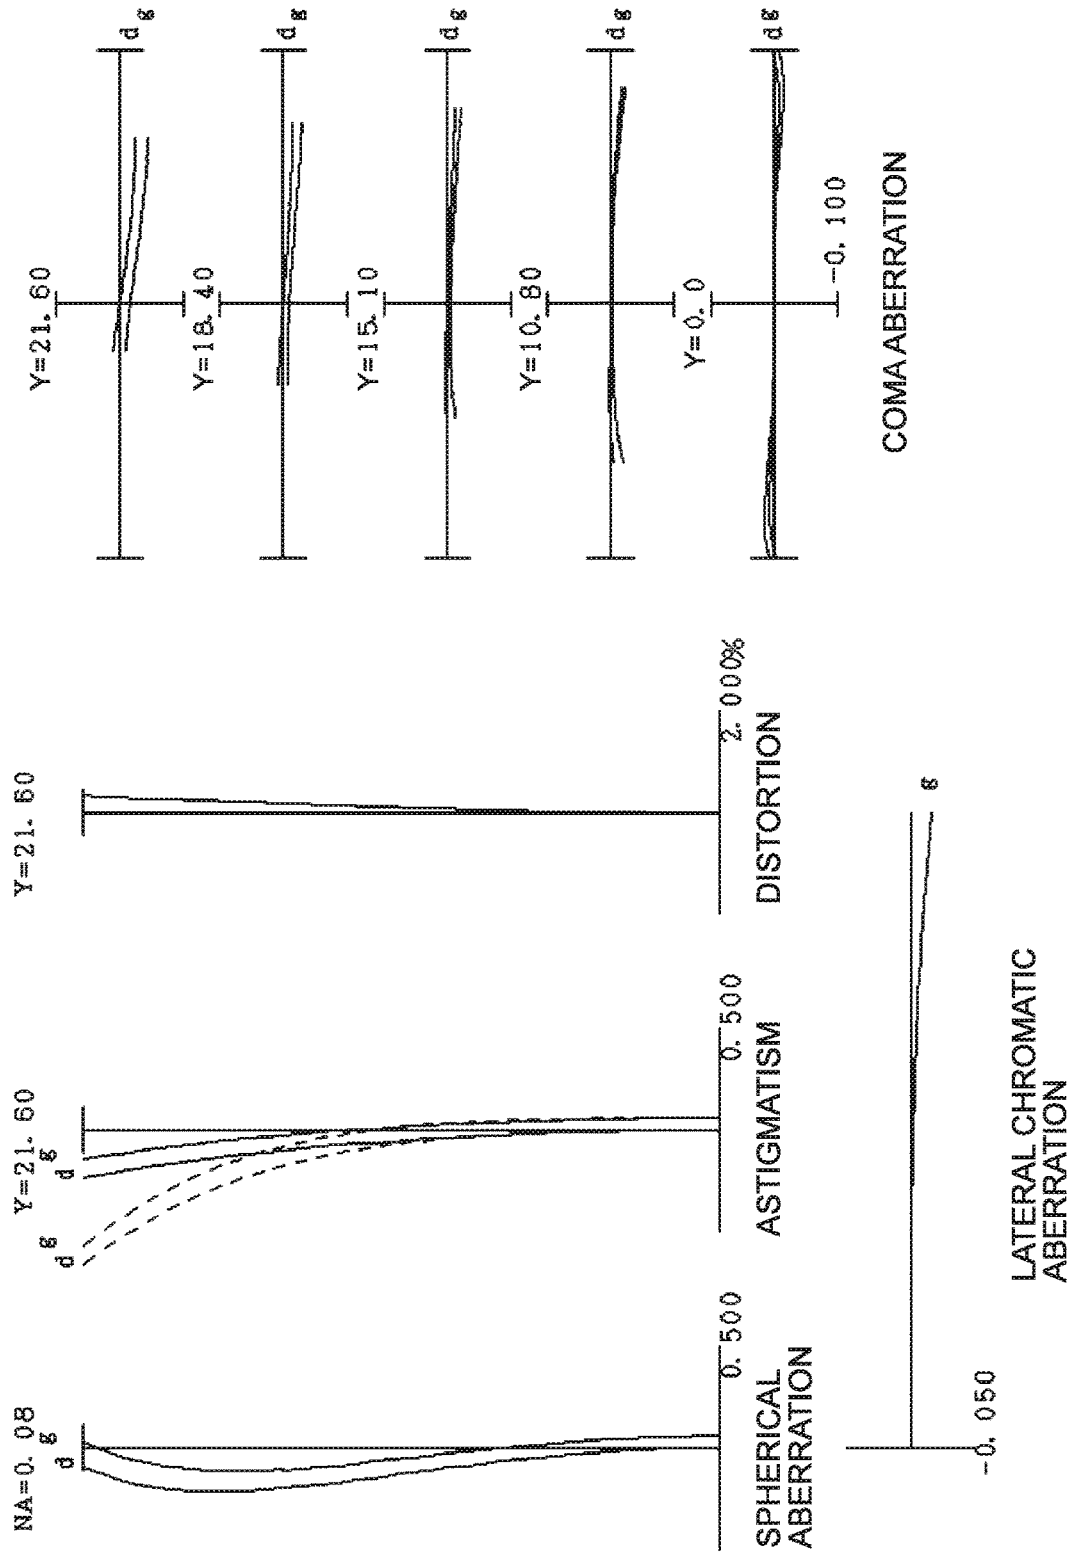 NA=0. 08
d g
0. 500
SPHERICAL
ABERRATION
Y=21. 60
d g
d g
0. 500
ASTIGMATISM
Y=21. 60
2. 000%
DISTORTION
g
-0. 050
LATERAL CHROMATIC
ABERRATION
Y=21. 60
d g
Y=18. 40
d g
Y=15. 10
d g
Y=10. 80
d g
Y=0. 0
d g
-0. 100
COMA ABERRATION